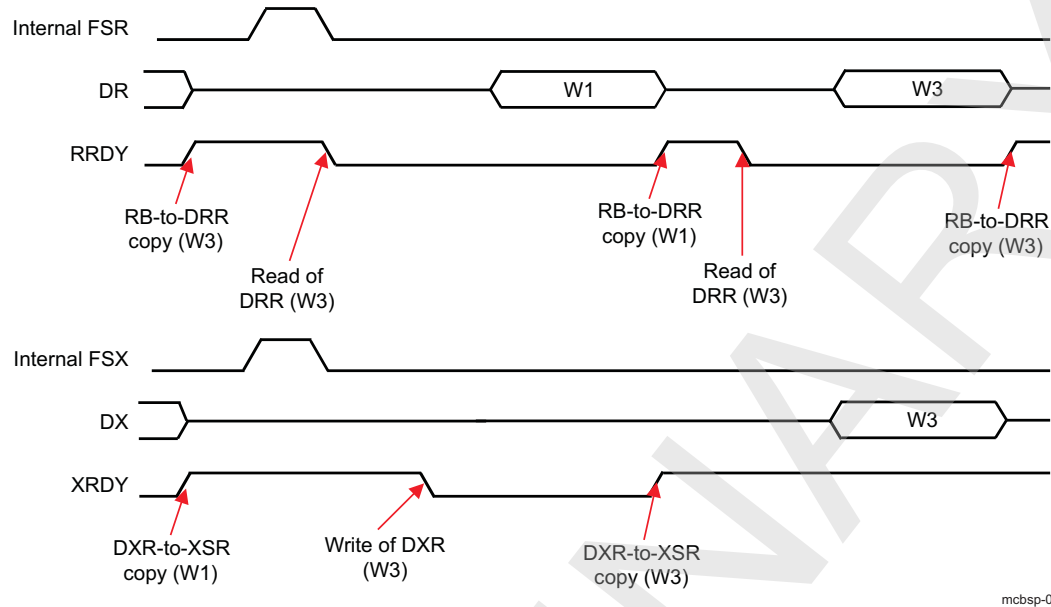 Internal FSR
DR
W1
W3
RRDY
RB-to-DRR
copy (W3)
Read of
DRR (W3)
RB-to-DRR
copy (W1)
Read of
DRR (W3)
RB-to-DRR
copy (W3)
Internal FSX
DX
W3
XRDY
DXR-to-XSR
copy (W1)
Write of DXR
(W3)
DXR-to-XSR
copy (W3)
mcbsp-0